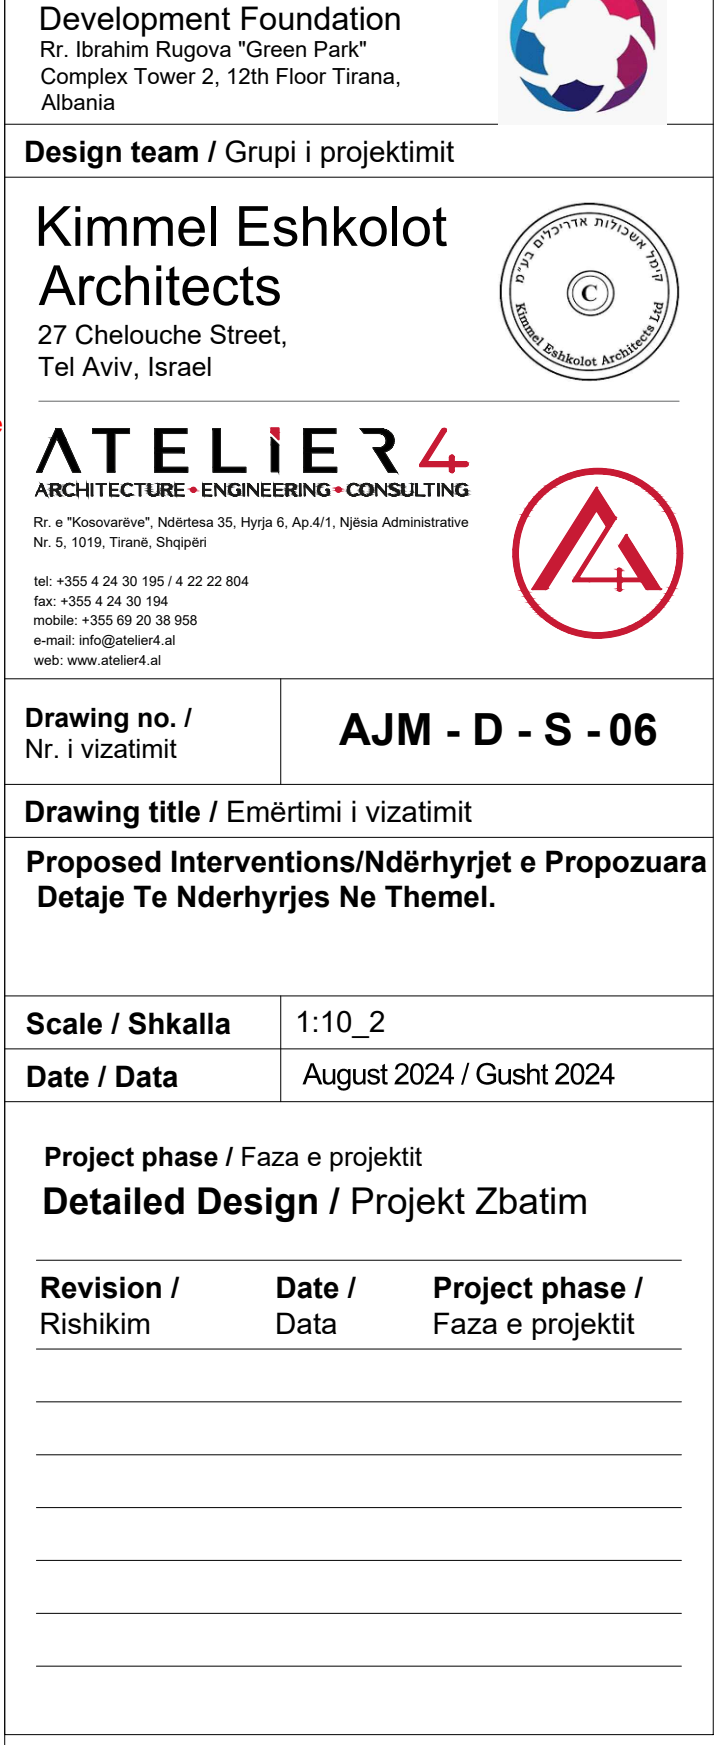 Development Foundation
Rr. Ibrahim Rugova "Green Park"
Complex Tower 2, 12th Floor Tirana,
Albania
Design team / Grupi i projektimit
Kimmel Eshkolot
Architects
27 Chelouche Street,
Tel Aviv, Israel
קימל אשכולות אדריכלים בע"מ
C
Kimmel Eshkolot Architects Ltd
ATELIER 4
ARCHITECTURE • ENGINEERING • CONSULTING
Rr. e "Kosovarëve", Ndërtesa 35, Hyrja 6, Ap.4/1, Njësia Administrative
Nr. 5, 1019, Tiranë, Shqipëri
tel: +355 4 24 30 195 / 4 22 22 804
fax: +355 4 24 30 194
mobile: +355 69 20 38 958
e-mail: info@atelier4.al
web: www.atelier4.al
Drawing no. /
Nr. i vizatimit
AJM - D - S - 06
Drawing title / Emërtimi i vizatimit
Proposed Interventions/Ndërhyrjet e Propozuara
Detaje Te Nderhyrjes Ne Themel.
Scale / Shkalla
1:10_2
Date / Data
August 2024 / Gusht 2024
Project phase / Faza e projektit
Detailed Design / Projekt Zbatim
Revision / Date / Project phase /
Rishikim Data Faza e projektit